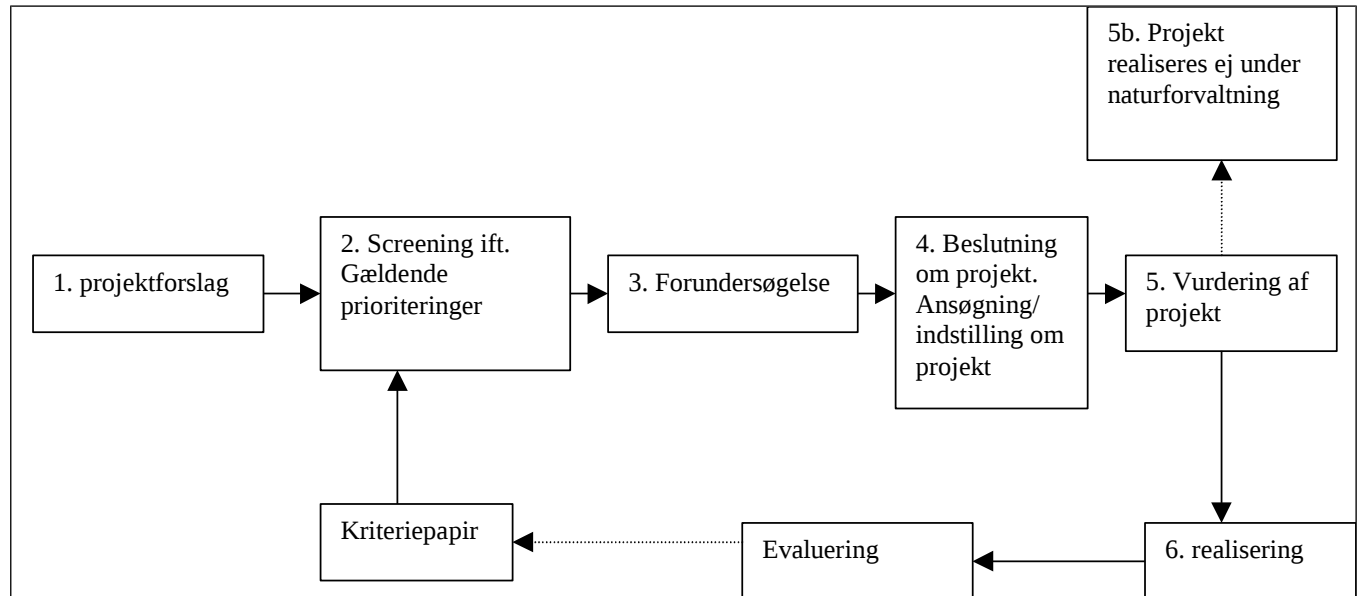 5b. Projekt
realiseres ej under
naturforvaltning
1. projektforslag
2. Screening ift.
Gældende
prioriteringer
3. Forundersøgelse
4. Beslutning
om projekt.
Ansøgning/
indstilling om
projekt
5. Vurdering af
projekt
Kriteriepapir
Evaluering
6. realisering